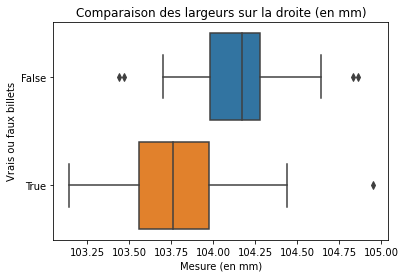 Comparaison des largeurs sur la droite (en mm)
Vrais ou faux billets
False
True
103.25 103.50 103.75 104.00 104.25 104.50 104.75 105.00
Mesure (en mm)